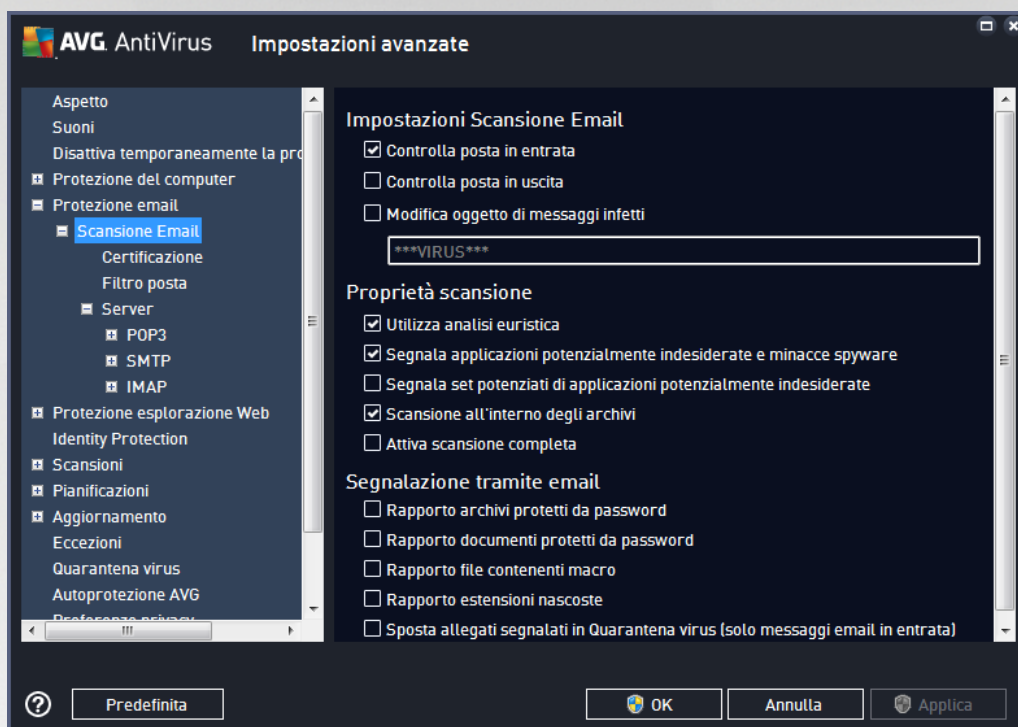 AVG AntiVirus Impostazioni avanzate
Aspetto
Suoni
Disattiva temporaneamente la pro
Protezione del computer
Protezione email
Scansione Email
Certificazione
Filtro posta
Server
POP3
SMTP
IMAP
Protezione esplorazione Web
Identity Protection
Scansioni
Pianificazioni
Aggiornamento
Eccezioni
Quarantena virus
Autoprotezione AVG
Preferenze privacy
Impostazioni Scansione Email
Controlla posta in entrata
Controlla posta in uscita
Modifica oggetto di messaggi infetti
***VIRUS***
Proprietà scansione
Utilizza analisi euristica
Segnala applicazioni potenzialmente indesiderate e minacce spyware
Segnala set potenziati di applicazioni potenzialmente indesiderate
Scansione all'interno degli archivi
Attiva scansione completa
Segnalazione tramite email
Rapporto archivi protetti da password
Rapporto documenti protetti da password
Rapporto file contenenti macro
Rapporto estensioni nascoste
Sposta allegati segnalati in Quarantena virus (solo messaggi email in entrata)
? Predefinita OK Annulla Applica